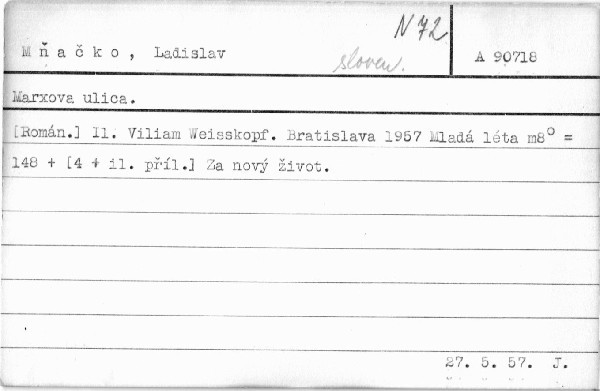 N 72
Mňačko, Ladislav
sloven.
A 90718
Marxova ulica.
[Román.] Il. Viliam Weisskopf. Bratislava 1957 Mladá léta m8° =
148 + [4 + il. příl.] Za nový život.
27. 5. 57. J.